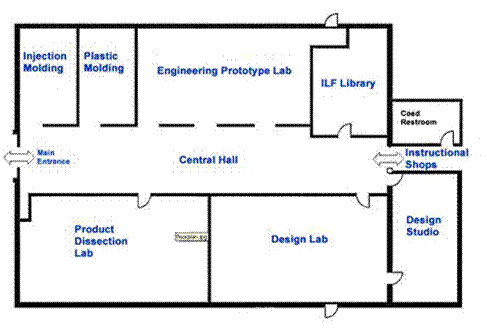 Injection
Molding
Plastic
Molding
Engineering Prototype Lab
ILF Library
Coed
Restroom
Main
Entrance
Central Hall
Instructional
Shops
Product
Dissection
Lab
Design Lab
Design
Studio